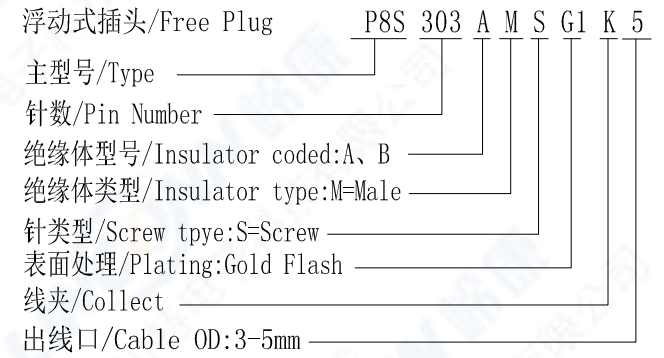 浮动式插头/Free Plug P8S 303 A M S G1 K 5
主型号/Type
针数/Pin Number
绝缘体型号/Insulator coded:A、B
绝缘体类型/Insulator type:M=Male
针类型/Screw tpye:S=Screw
表面处理/Plating:Gold Flash
线夹/Collect
出线口/Cable OD:3-5mm